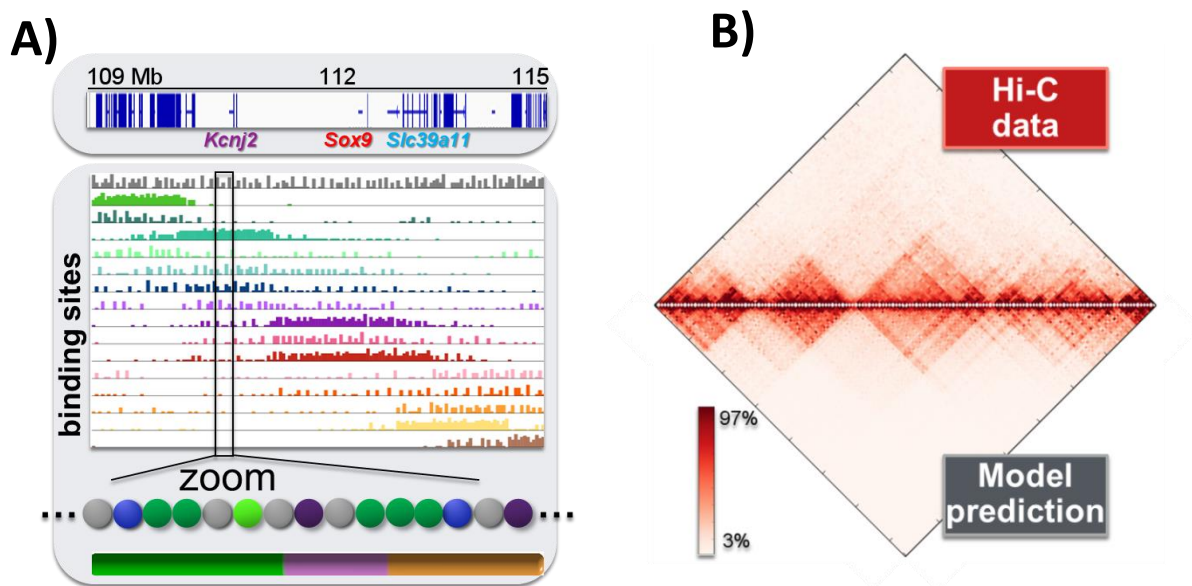 A)
109 Mb 112 115
Kcnj2 Sox9 Slc39a11
binding sites
zoom
B)
Hi-C
data
97%
3%
Model
prediction